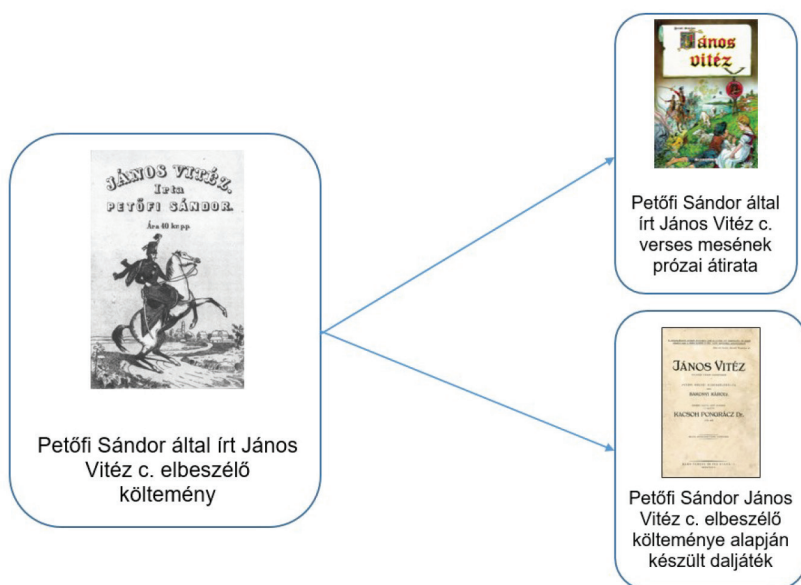 JÁNOS VITÉZ.
Irta
PETŐFI SÁNDOR.
Ára 40 kr. pp.
Petőfi Sándor által írt János
Vitéz c. elbeszélő
költemény
János
vitéz
Petőfi Sándor által
írt János Vitéz c.
verses mesének
prózai átirata
JÁNOS VITÉZ
BAKONYI KÁROLY.
KACSOH PONGRÁCZ Dr.
Petőfi Sándor János
Vitéz c. elbeszélő
költeménye alapján
készült daljáték